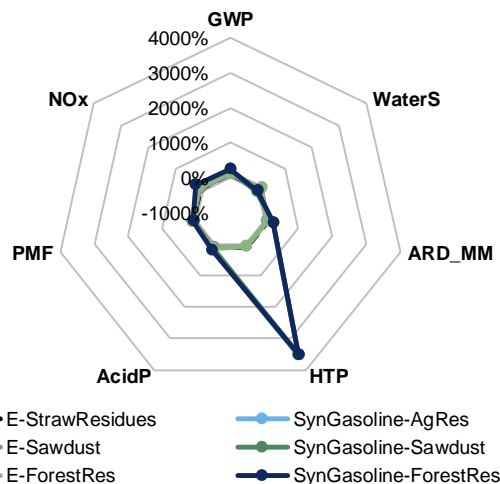 GWP
4000%
3000%
NOx
WaterS
2000%
1000%
0%
-1000%
PMF
ARD_MM
AcidP
HTP
E-StrawResidues
SynGasoline-AgRes
E-Sawdust
SynGasoline-Sawdust
E-ForestRes
SynGasoline-ForestRes